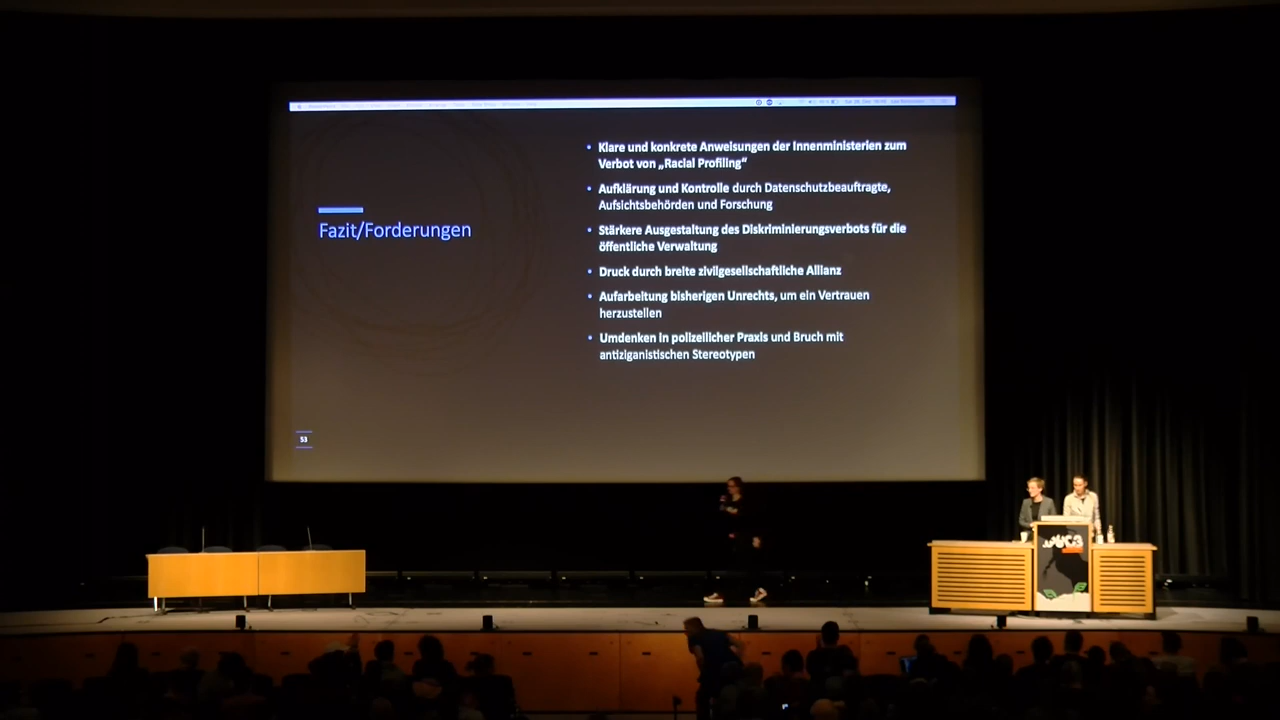 Fazit/Forderungen
• Klare und konkrete Anweisungen der Innenministerien zum
Verbot von „Racial Profiling“
• Aufklärung und Kontrolle durch Datenschutzbeauftragte,
Aufsichtsbehörden und Forschung
• Stärkere Ausgestaltung des Diskriminierungsverbots für die
öffentliche Verwaltung
• Druck durch breite zivilgesellschaftliche Allianz
• Aufarbeitung bisherigen Unrechts, um ein Vertrauen
herzustellen
• Umdenken in polizeilicher Praxis und Bruch mit
antiziganistischen Stereotypen
53